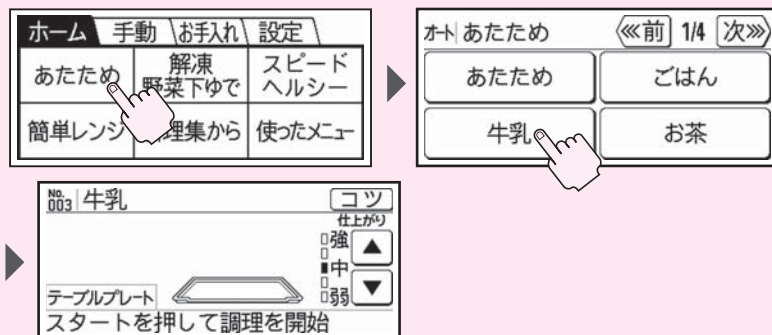 ホーム 手動 お手入れ 設定
あたため 解凍 野菜下ゆで スピード ヘルシー
簡単レンジ 理集から 使ったメニュー
オート あたため 前 1/4 次
あたため ごはん
牛乳 お茶
No.003 牛乳 コツ
仕上がり
強
中
弱
テーブルプレート
スタートを押して調理を開始